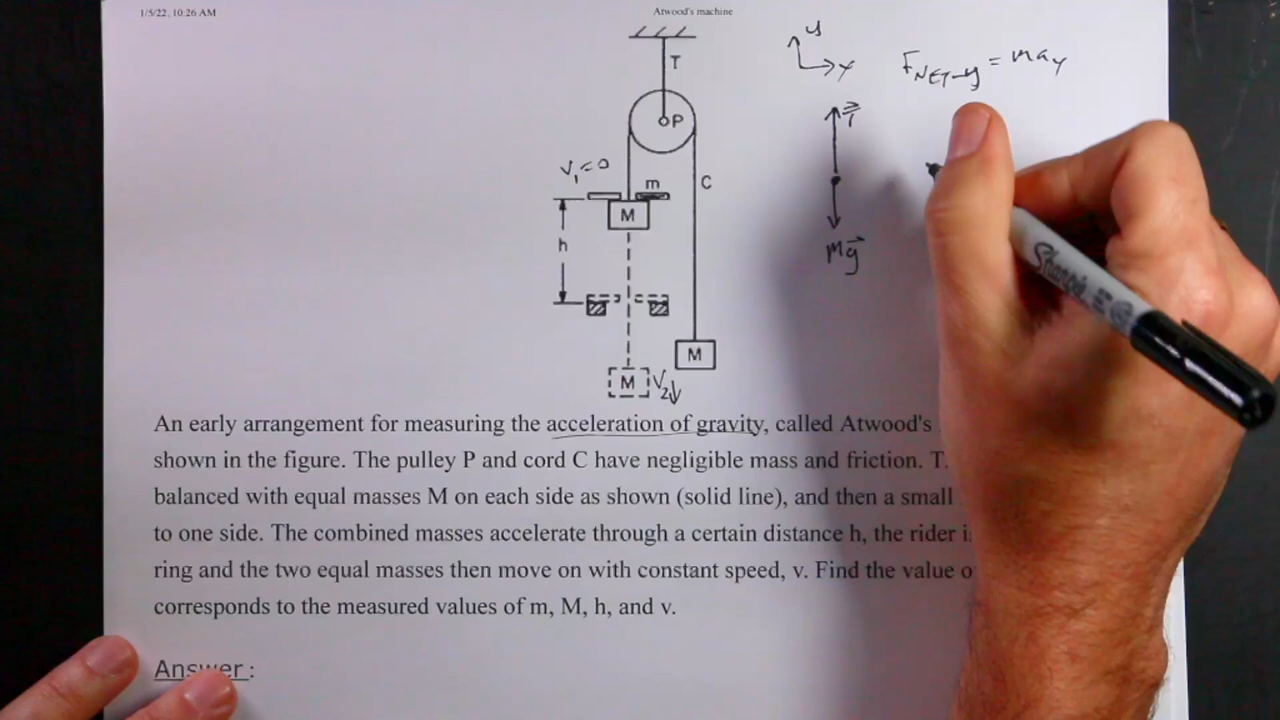 1/5/22, 10:26 AM
Atwood's machine
T
P
V₁=0
m
C
M
h
M
M
V₂↓
y
x
F_NET-y = may
T
Mg
Sharpie
An early arrangement for measuring the acceleration of gravity, called Atwood's
shown in the figure. The pulley P and cord C have negligible mass and friction. T
balanced with equal masses M on each side as shown (solid line), and then a small
to one side. The combined masses accelerate through a certain distance h, the rider i
ring and the two equal masses then move on with constant speed, v. Find the value o
corresponds to the measured values of m, M, h, and v.
Answer: